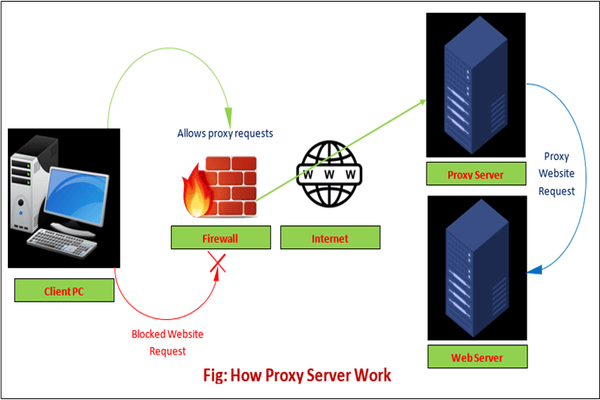 Allows proxy requests
W W W
Proxy Server
Proxy
Website
Request
Firewall
Internet
Client PC
Blocked Website
Request
Web Server
Fig: How Proxy Server Work